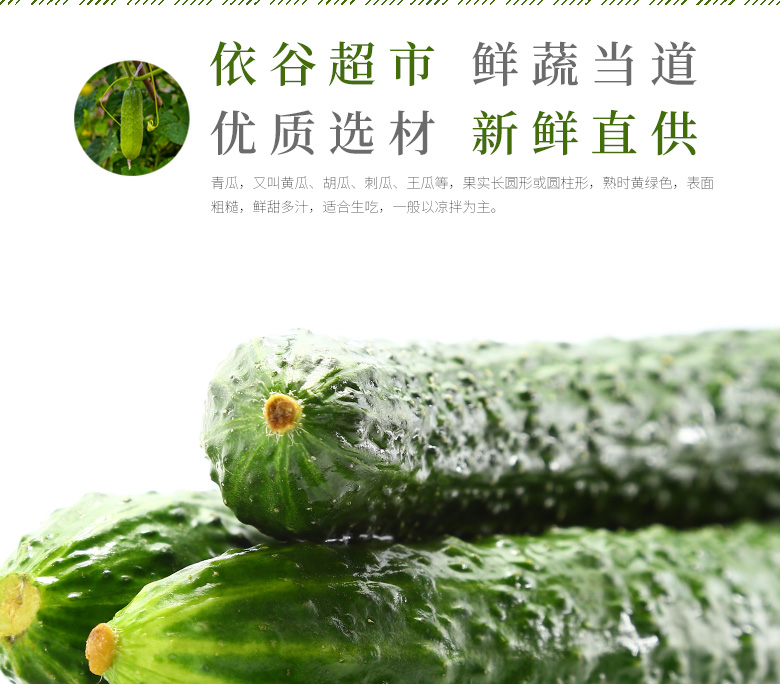 依谷超市 鲜蔬当道
优质选材 新鲜直供
青瓜，又叫黄瓜、胡瓜、刺瓜、王瓜等，果实长圆形或圆柱形，熟时黄绿色，表面
粗糙，鲜甜多汁，适合生吃，一般以凉拌为主。